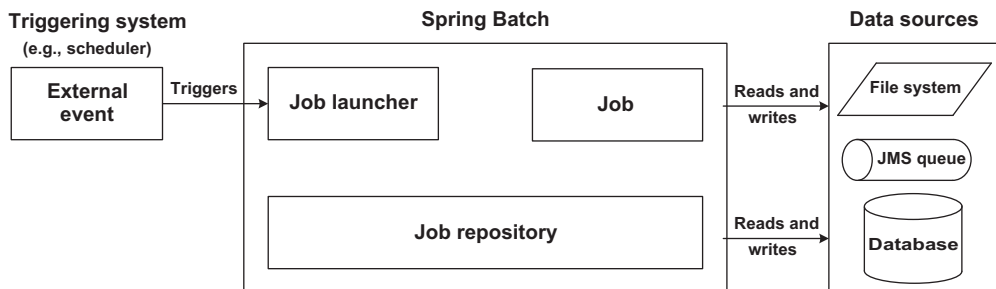 Triggering system
(e.g., scheduler)
External
event
Triggers
Spring Batch
Job launcher
Job
Job repository
Reads and
writes
Reads and
writes
Data sources
File system
JMS queue
Database